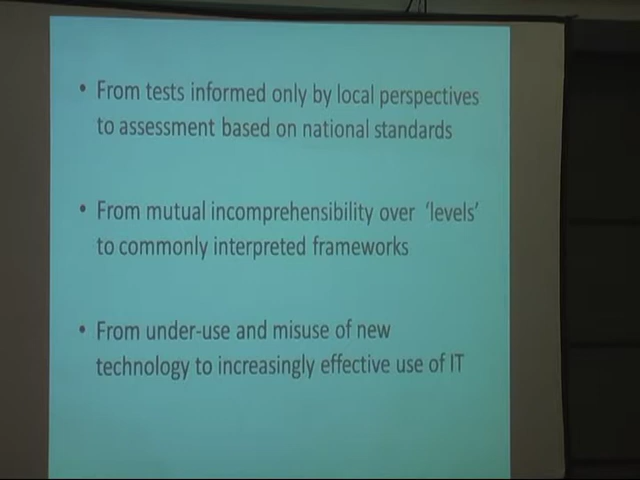 • From tests informed only by local perspectives
to assessment based on national standards
• From mutual incomprehensibility over 'levels'
to commonly interpreted frameworks
• From under-use and misuse of new
technology to increasingly effective use of IT